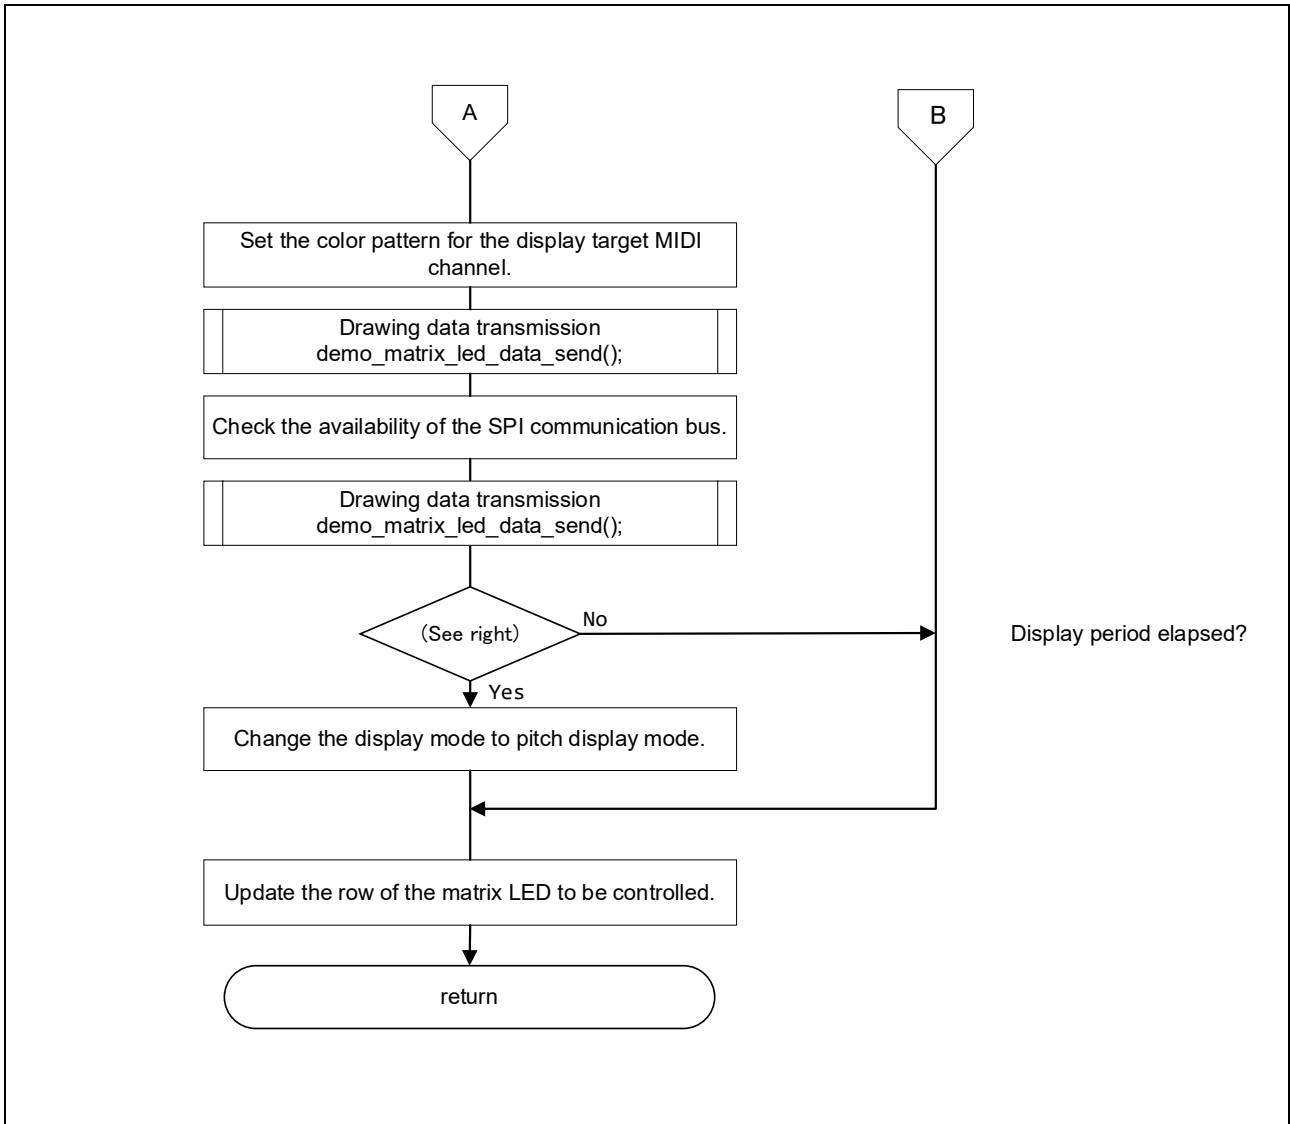 A
B
Set the color pattern for the display target MIDI
channel.
Drawing data transmission
demo_matrix_led_data_send();
Check the availability of the SPI communication bus.
Drawing data transmission
demo_matrix_led_data_send();
(See right)
No
Display period elapsed?
Yes
Change the display mode to pitch display mode.
Update the row of the matrix LED to be controlled.
return